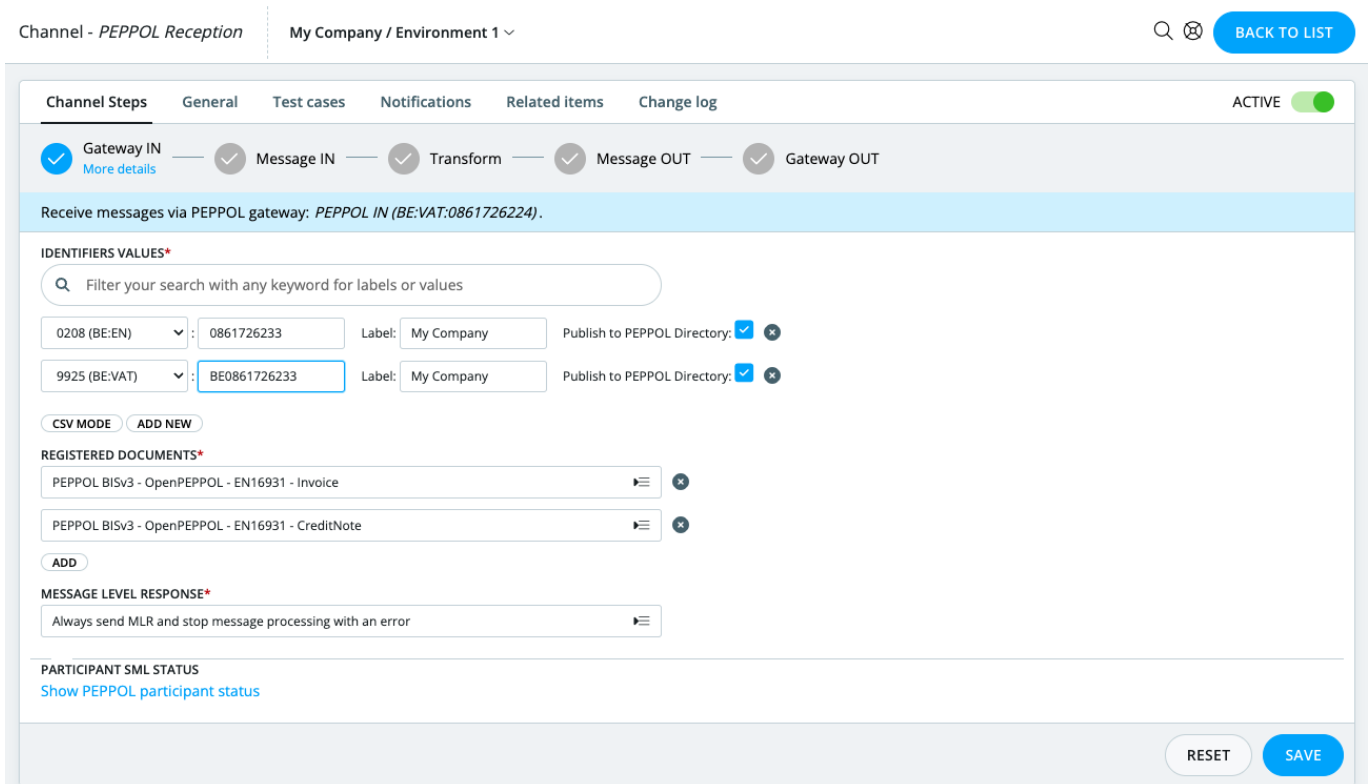 Channel - PEPPOL Reception
My Company / Environment 1
BACK TO LIST
Channel Steps General Test cases Notifications Related items Change log ACTIVE
Gateway IN
More details
Message IN
Transform
Message OUT
Gateway OUT
Receive messages via PEPPOL gateway: PEPPOL IN (BE:VAT:0861726224) .
IDENTIFIERS VALUES*
Filter your search with any keyword for labels or values
0208 (BE:EN) : 0861726233 Label: My Company Publish to PEPPOL Directory:
9925 (BE:VAT) : BE0861726233 Label: My Company Publish to PEPPOL Directory:
CSV MODE ADD NEW
REGISTERED DOCUMENTS*
PEPPOL BISv3 - OpenPEPPOL - EN16931 - Invoice
PEPPOL BISv3 - OpenPEPPOL - EN16931 - CreditNote
ADD
MESSAGE LEVEL RESPONSE*
Always send MLR and stop message processing with an error
PARTICIPANT SML STATUS
Show PEPPOL participant status
RESET SAVE